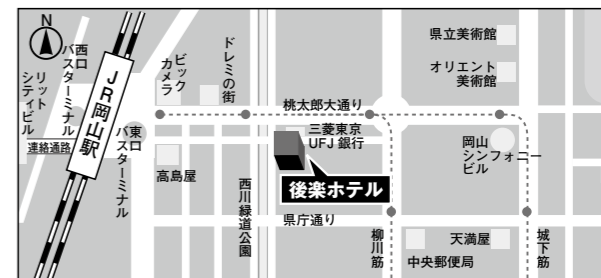 N
県立美術館
オリエント
美術館
ドレミの街
ビック
カメラ
西口
バスターミナル
リット
シティビル
JR岡山駅
桃太郎大通り
三菱東京
UFJ 銀行
岡山
シンフォニー
ビル
東口
バスターミナル
連絡通路
高島屋
後楽ホテル
西川緑道公園
県庁通り
柳川筋
天満屋
中央郵便局
城下筋